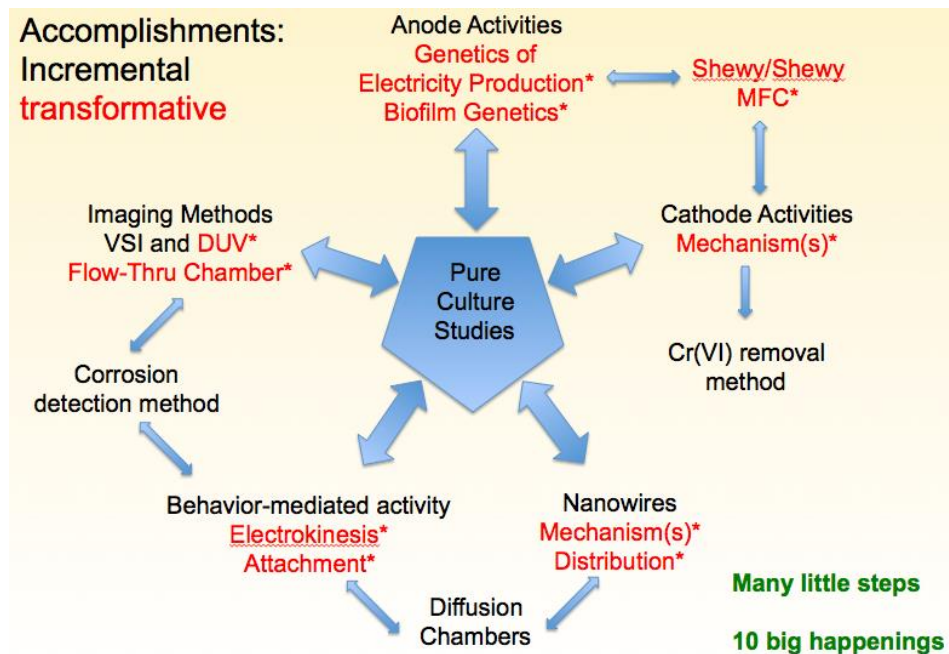 Accomplishments:
Incremental
transformative
Anode Activities
Genetics of
Electricity Production*
Biofilm Genetics*
Shewy/Shewy
MFC*
Imaging Methods
VSI and DUV*
Flow-Thru Chamber*
Cathode Activities
Mechanism(s)*
Pure
Culture
Studies
Corrosion
detection method
Cr(VI) removal
method
Behavior-mediated activity
Electrokinesis*
Attachment*
Nanowires
Mechanism(s)*
Distribution*
Diffusion
Chambers
Many little steps
10 big happenings